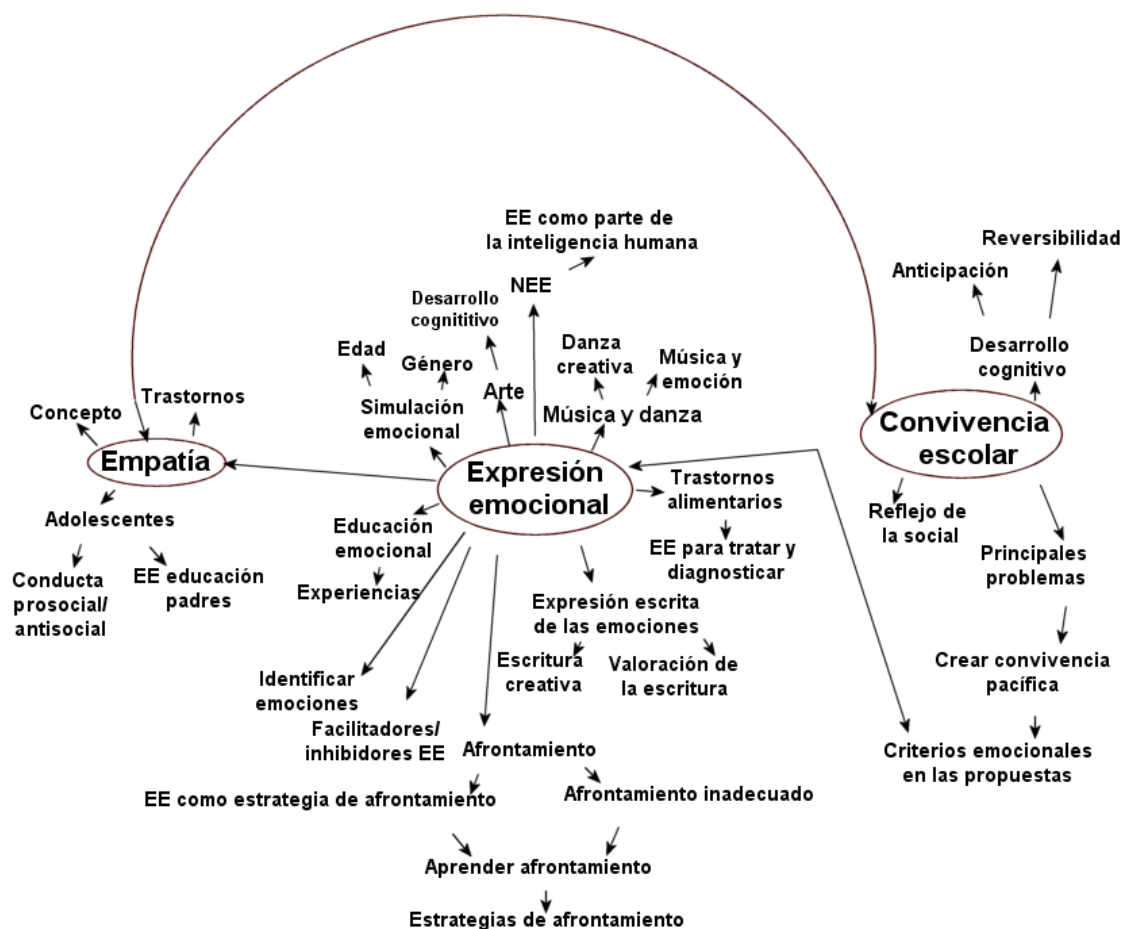 EE como parte de
la inteligencia humana
NEE
Desarrollo
cognititivo
Edad
Género
Arte
Danza
creativa
Música y
emoción
Simulación
emocional
Música y danza
Reversibilidad
Anticipación
Desarrollo
cognitivo
Concepto
Trastornos
Empatía
Adolescentes
Conducta
prosocial/
antisocial
EE educación
padres
Expresión
emocional
Educación
emocional
Experiencias
Trastornos
alimentarios
EE para tratar y
diagnosticar
Expresión escrita
de las emociones
Escritura
creativa
Valoración de
la escritura
Identificar
emociones
Facilitadores/
inhibidores EE
Afrontamiento
EE como estrategia de afrontamiento
Afrontamiento inadecuado
Aprender afrontamiento
Estrategias de afrontamiento
Convivencia
escolar
Reflejo de
la social
Principales
problemas
Crear convivencia
pacífica
Criterios emocionales
en las propuestas